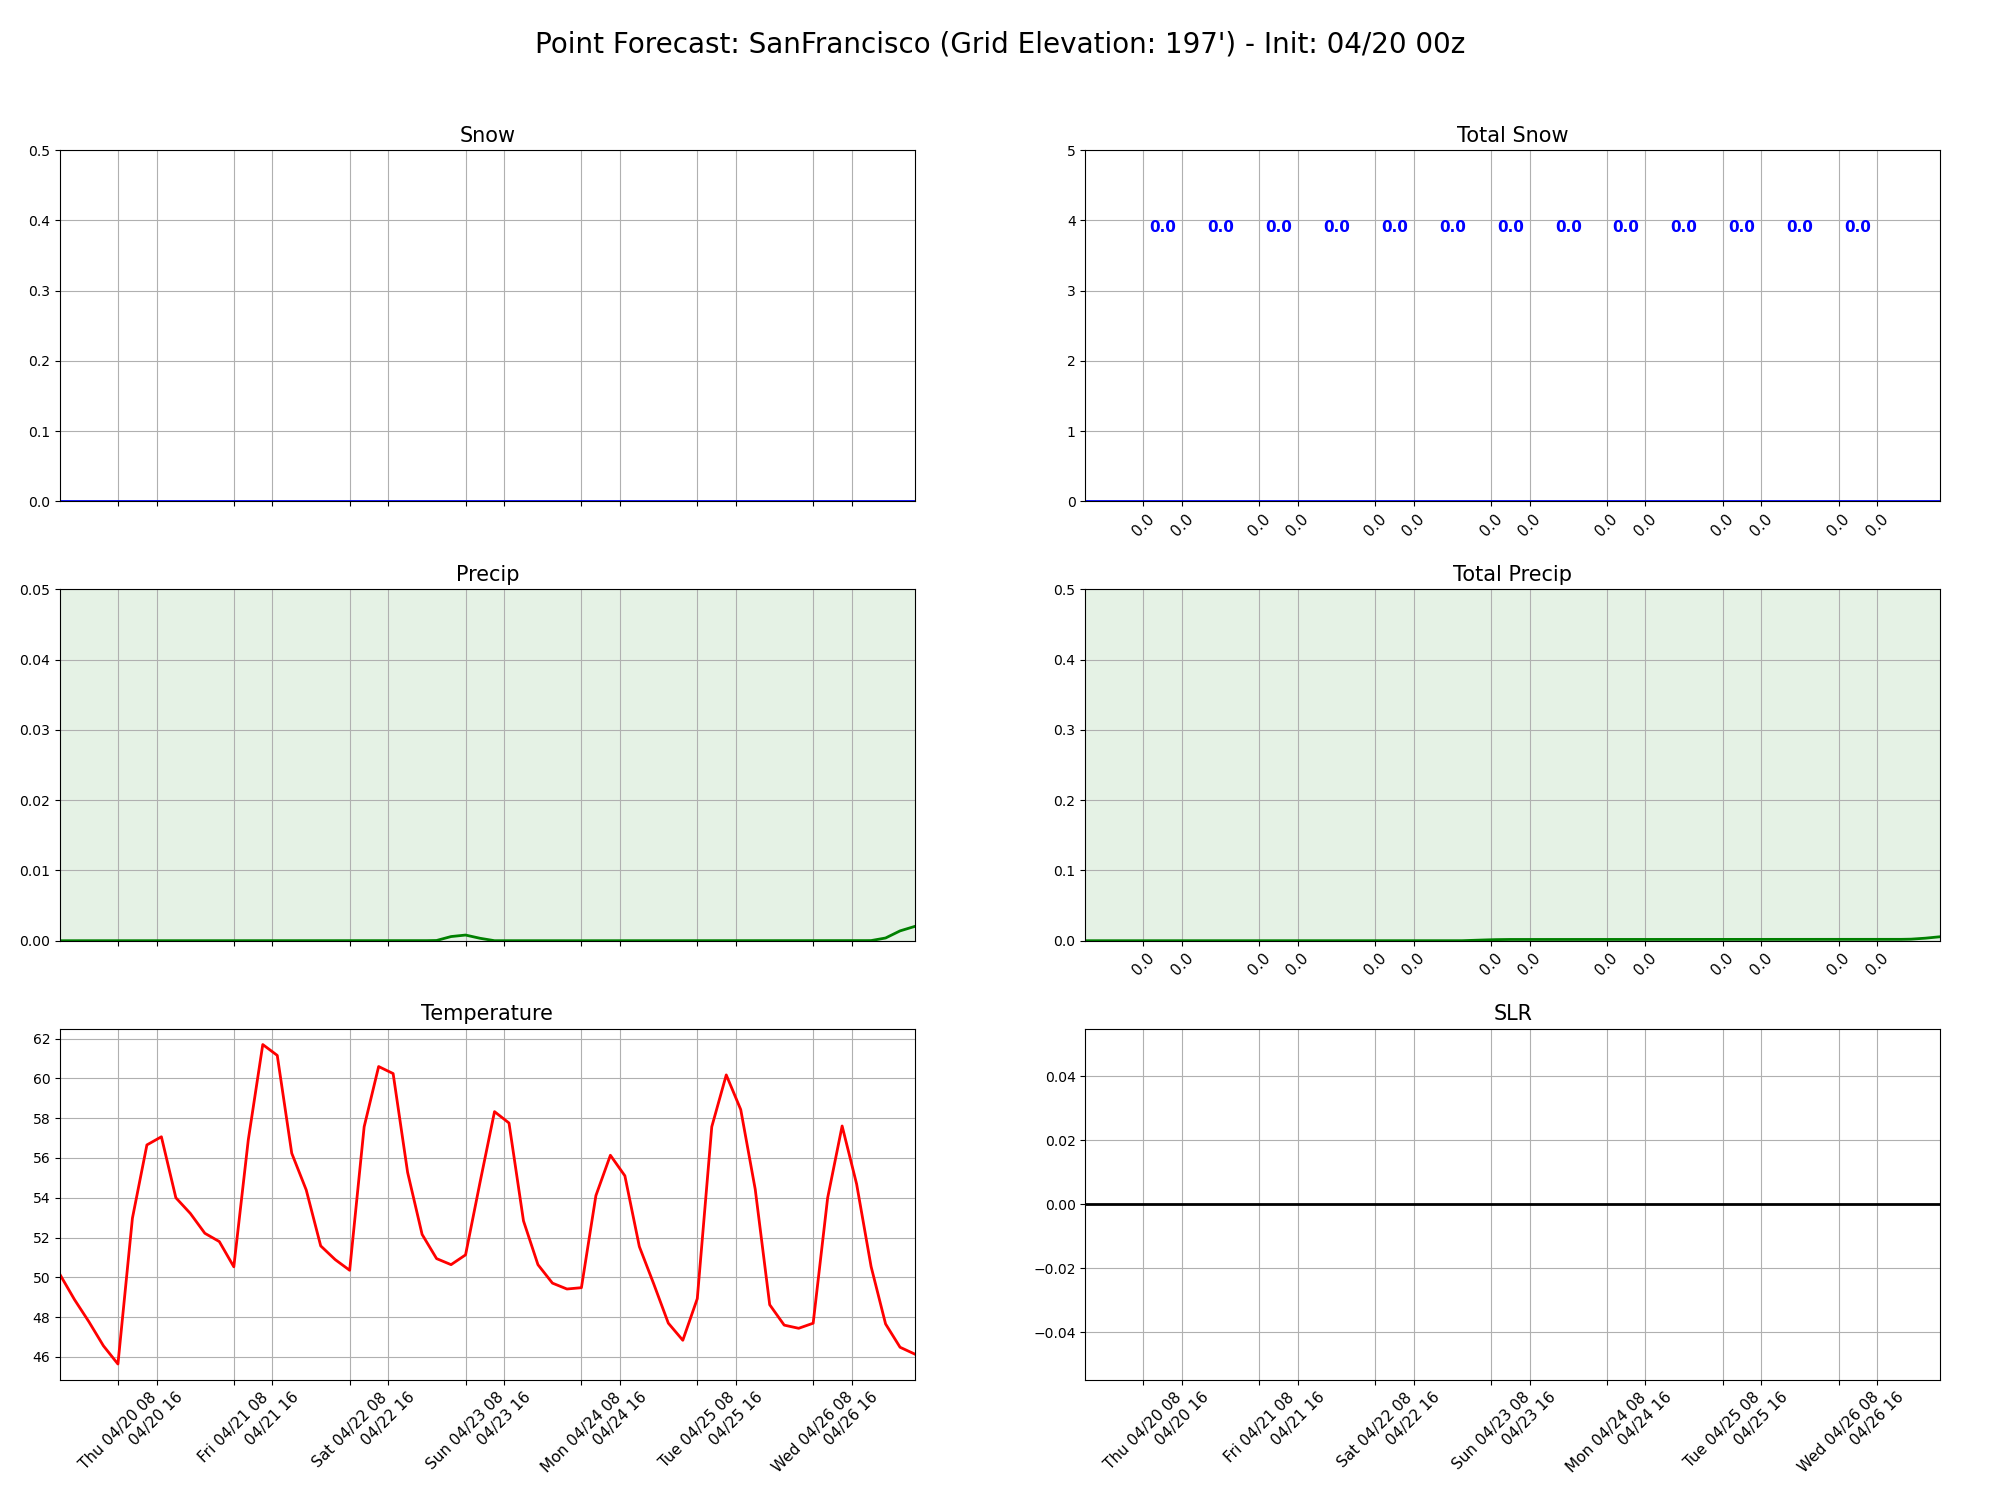 Point Forecast: SanFrancisco (Grid Elevation: 197') - Init: 04/20 00z
Snow
0.5
0.4
0.3
0.2
0.1
0.0
Total Snow
5
4
3
2
1
0
0.0 0.0 0.0 0.0 0.0 0.0 0.0 0.0 0.0 0.0 0.0 0.0 0.0
0.0 0.0 0.0 0.0 0.0 0.0 0.0 0.0 0.0 0.0 0.0 0.0 0.0 0.0
Precip
0.05
0.04
0.03
0.02
0.01
0.00
Total Precip
0.5
0.4
0.3
0.2
0.1
0.0
0.0 0.0 0.0 0.0 0.0 0.0 0.0 0.0 0.0 0.0 0.0 0.0 0.0 0.0
Temperature
62
60
58
56
54
52
50
48
46
Thu 04/20 08
04/20 16
Fri 04/21 08
04/21 16
Sat 04/22 08
04/22 16
Sun 04/23 08
04/23 16
Mon 04/24 08
04/24 16
Tue 04/25 08
04/25 16
Wed 04/26 08
04/26 16
SLR
0.04
0.02
0.00
−0.02
−0.04
Thu 04/20 08
04/20 16
Fri 04/21 08
04/21 16
Sat 04/22 08
04/22 16
Sun 04/23 08
04/23 16
Mon 04/24 08
04/24 16
Tue 04/25 08
04/25 16
Wed 04/26 08
04/26 16